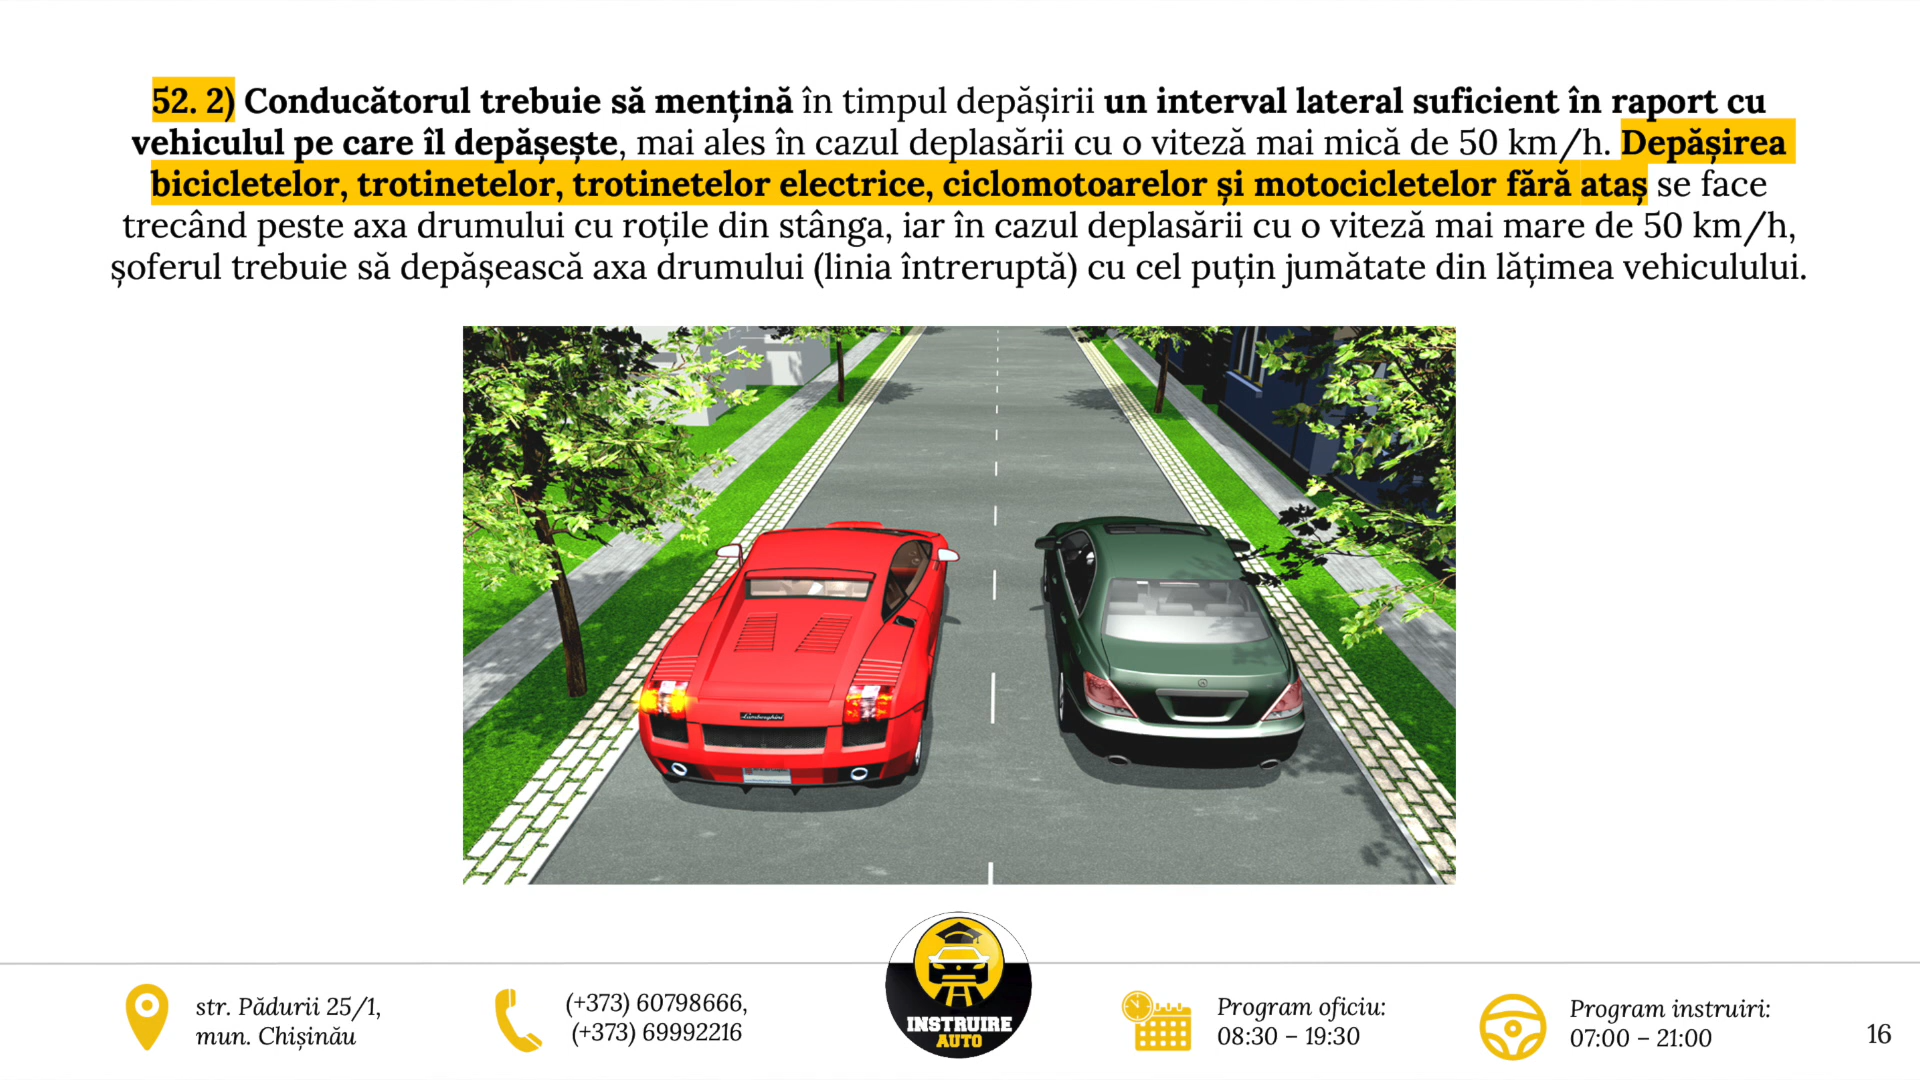 52. 2) Conducătorul trebuie să mențină în timpul depășirii un interval lateral suficient în raport cu
vehiculul pe care îl depășește, mai ales în cazul deplasării cu o viteză mai mică de 50 km/h. Depășirea
bicicletelor, trotinetelor, trotinetelor electrice, ciclomotoarelor și motocicletelor fără ataș se face
trecând peste axa drumului cu roțile din stânga, iar în cazul deplasării cu o viteză mai mare de 50 km/h,
șoferul trebuie să depășească axa drumului (linia întreruptă) cu cel puțin jumătate din lățimea vehiculului.
Lamborghini
str. Pădurii 25/1,
mun. Chișinău
(+373) 60798666,
(+373) 69992216
INSTRUIRE
AUTO
Program oficiu:
08:30 – 19:30
Program instruiri:
07:00 – 21:00
16